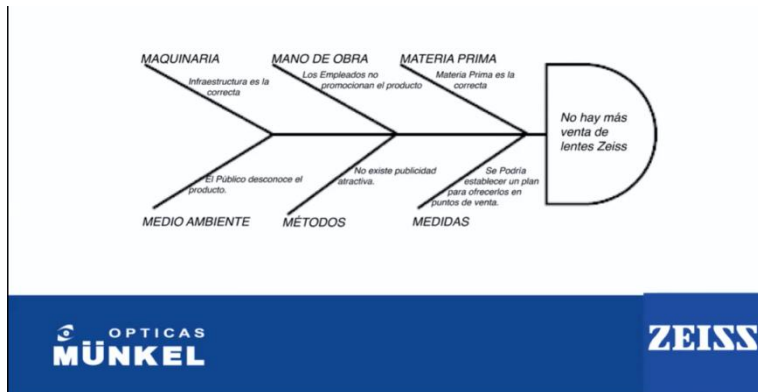 MAQUINARIA
Infraestructura es la
correcta
MANO DE OBRA
Los Empleados no
promocionan el producto
MATERIA PRIMA
Materia Prima es la
correcta
No hay más
venta de
lentes Zeiss
El Público desconoce el
producto.
MEDIO AMBIENTE
No existe publicidad
atractiva.
MÉTODOS
Se Podría
establecer un plan
para ofrecerlos en
puntos de venta.
MEDIDAS
OPTICAS
MÜNKEL
ZEISS